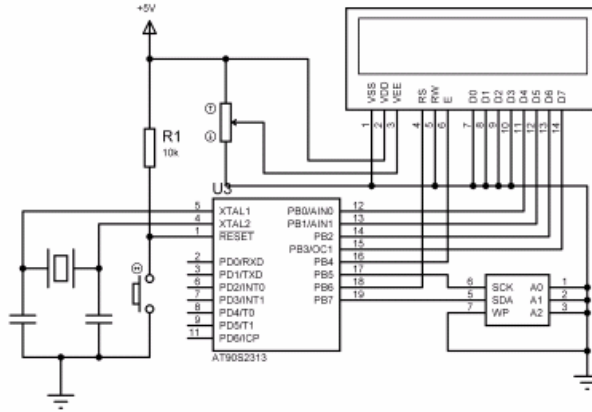 +5V
R1
10k
VSS
VDD
VEE
RS
RW
E
D0
D1
D2
D3
D4
D5
D6
D7
1
2
3
4
5
6
7
8
9
10
11
12
13
14
U3
5 XTAL1 PB0/AIN0 12
4 XTAL2 PB1/AIN1 13
1 RESET PB2 14
PB3/OC1 15
2 PD0/RXD PB4 16
3 PD1/TXD PB5 17
6 PD2/INT0 PB6 18
7 PD3/INT1 PB7 19
8 PD4/T0
9 PD5/T1
11 PD6/ICP
AT90S2313
6 SCK A0 1
5 SDA A1 2
7 WP A2 3